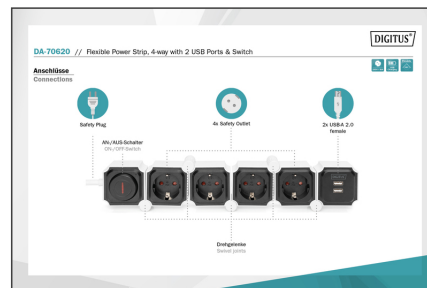 DIGITUS®
DA-70620 // Flexible Power Strip, 4-way with 2 USB Ports & Switch
Anschlüsse
Connections
Safety Plug
4x Safety Outlet
2x USB-A 2.0
female
AN-/AUS-Schalter
ON-/OFF-Switch
Drehgelenke
Swivel joints